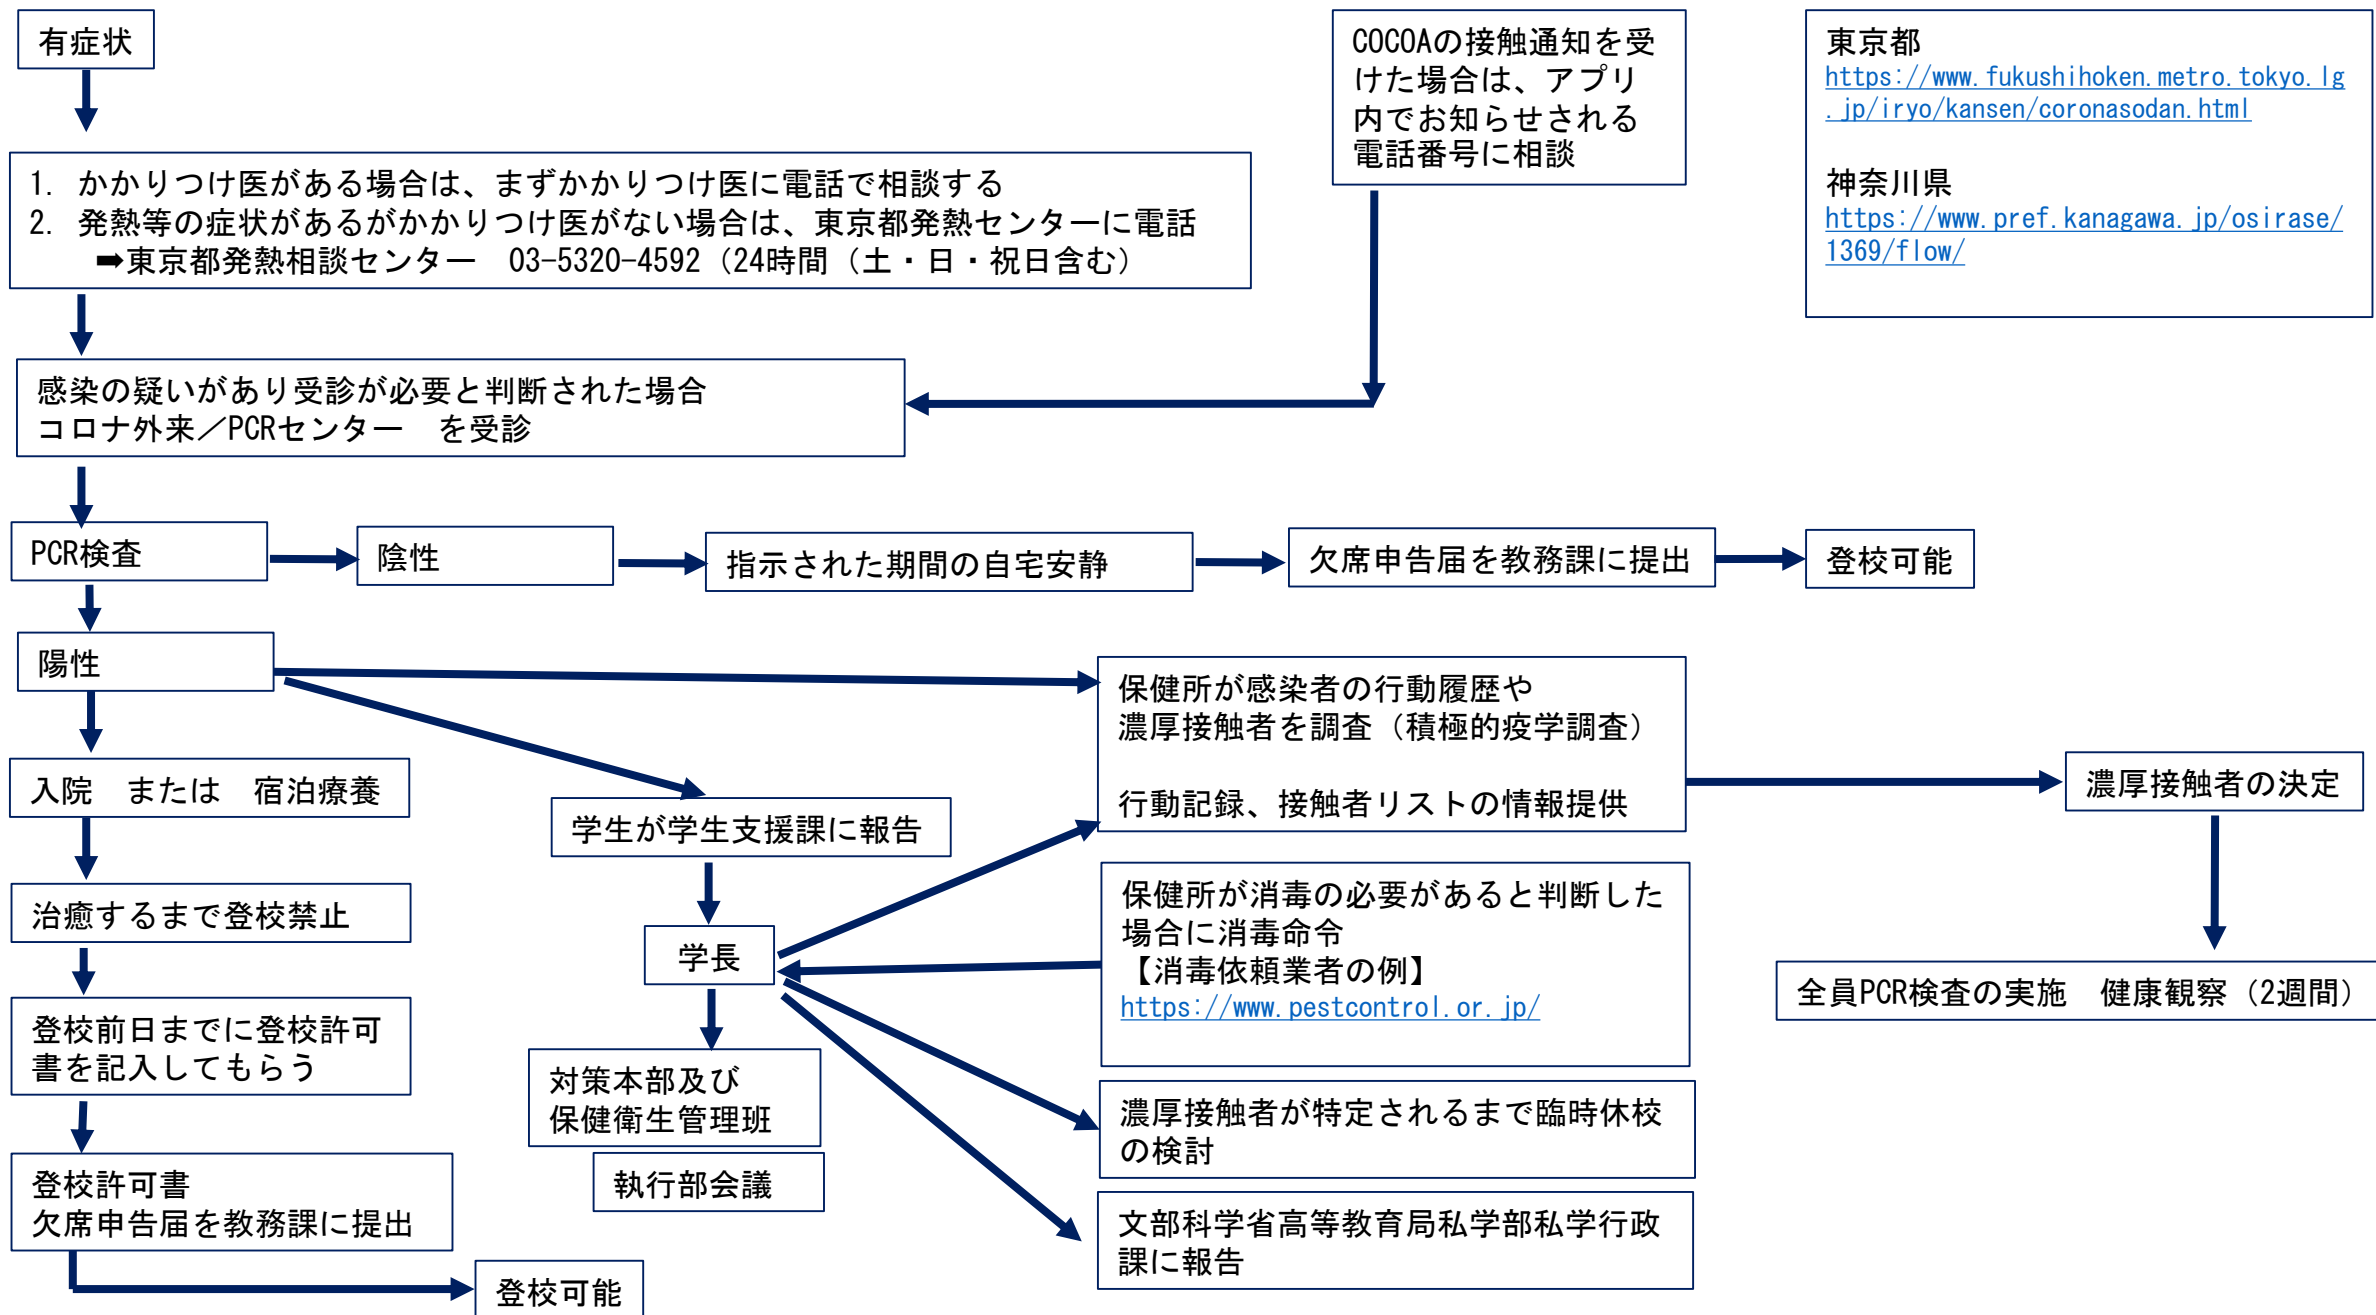 有症状
COCOAの接触通知を受
けた場合は、アプリ
内でお知らせされる
電話番号に相談
東京都
https://www.fukushihoken.metro.tokyo.lg
.jp/iryo/kansen/coronasodan.html
神奈川県
https://www.pref.kanagawa.jp/osirase/
1369/flow/
1. かかりつけ医がある場合は、まずかかりつけ医に電話で相談する
2. 発熱等の症状があるがかかりつけ医がない場合は、東京都発熱センターに電話
➡東京都発熱相談センター　03-5320-4592（24時間（土・日・祝日含む）
感染の疑いがあり受診が必要と判断された場合
コロナ外来／PCRセンター　を受診
PCR検査
陰性
指示された期間の自宅安静
欠席申告届を教務課に提出
登校可能
陽性
保健所が感染者の行動履歴や
濃厚接触者を調査（積極的疫学調査）
行動記録、接触者リストの情報提供
濃厚接触者の決定
入院　または　宿泊療養
学生が学生支援課に報告
治癒するまで登校禁止
学長
保健所が消毒の必要があると判断した
場合に消毒命令
【消毒依頼業者の例】
https://www.pestcontrol.or.jp/
全員PCR検査の実施　健康観察（2週間）
登校前日までに登校許可
書を記入してもらう
対策本部及び
保健衛生管理班
濃厚接触者が特定されるまで臨時休校
の検討
執行部会議
登校許可書
欠席申告届を教務課に提出
文部科学省高等教育局私学部私学行政
課に報告
登校可能